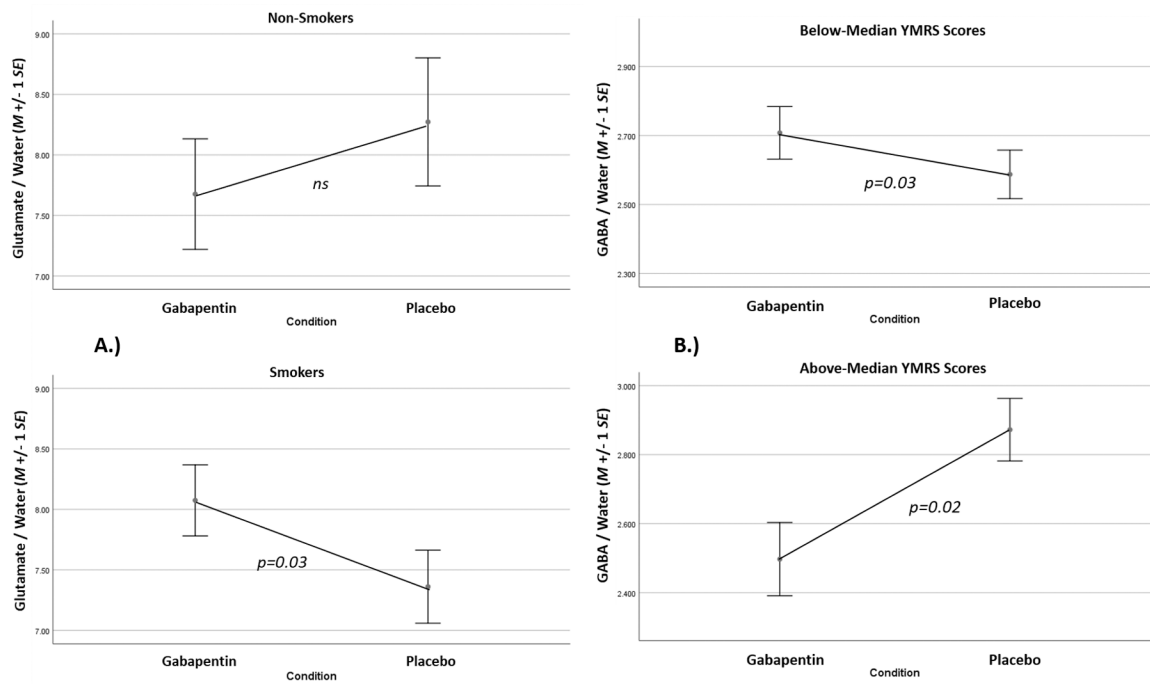 Non-Smokers
Glutamate / Water (M +/- 1 SE)
9.00
8.50
8.00
7.50
7.00
ns
Gabapentin
Placebo
Condition
Below-Median YMRS Scores
GABA / Water (M +/- 1 SE)
2.900
2.700
2.500
2.300
p=0.03
Gabapentin
Placebo
Condition
A.)
B.)
Smokers
Glutamate / Water (M +/- 1 SE)
9.00
8.50
8.00
7.50
7.00
p=0.03
Gabapentin
Placebo
Condition
Above-Median YMRS Scores
GABA / Water (M +/- 1 SE)
3.000
2.800
2.600
2.400
p=0.02
Gabapentin
Placebo
Condition